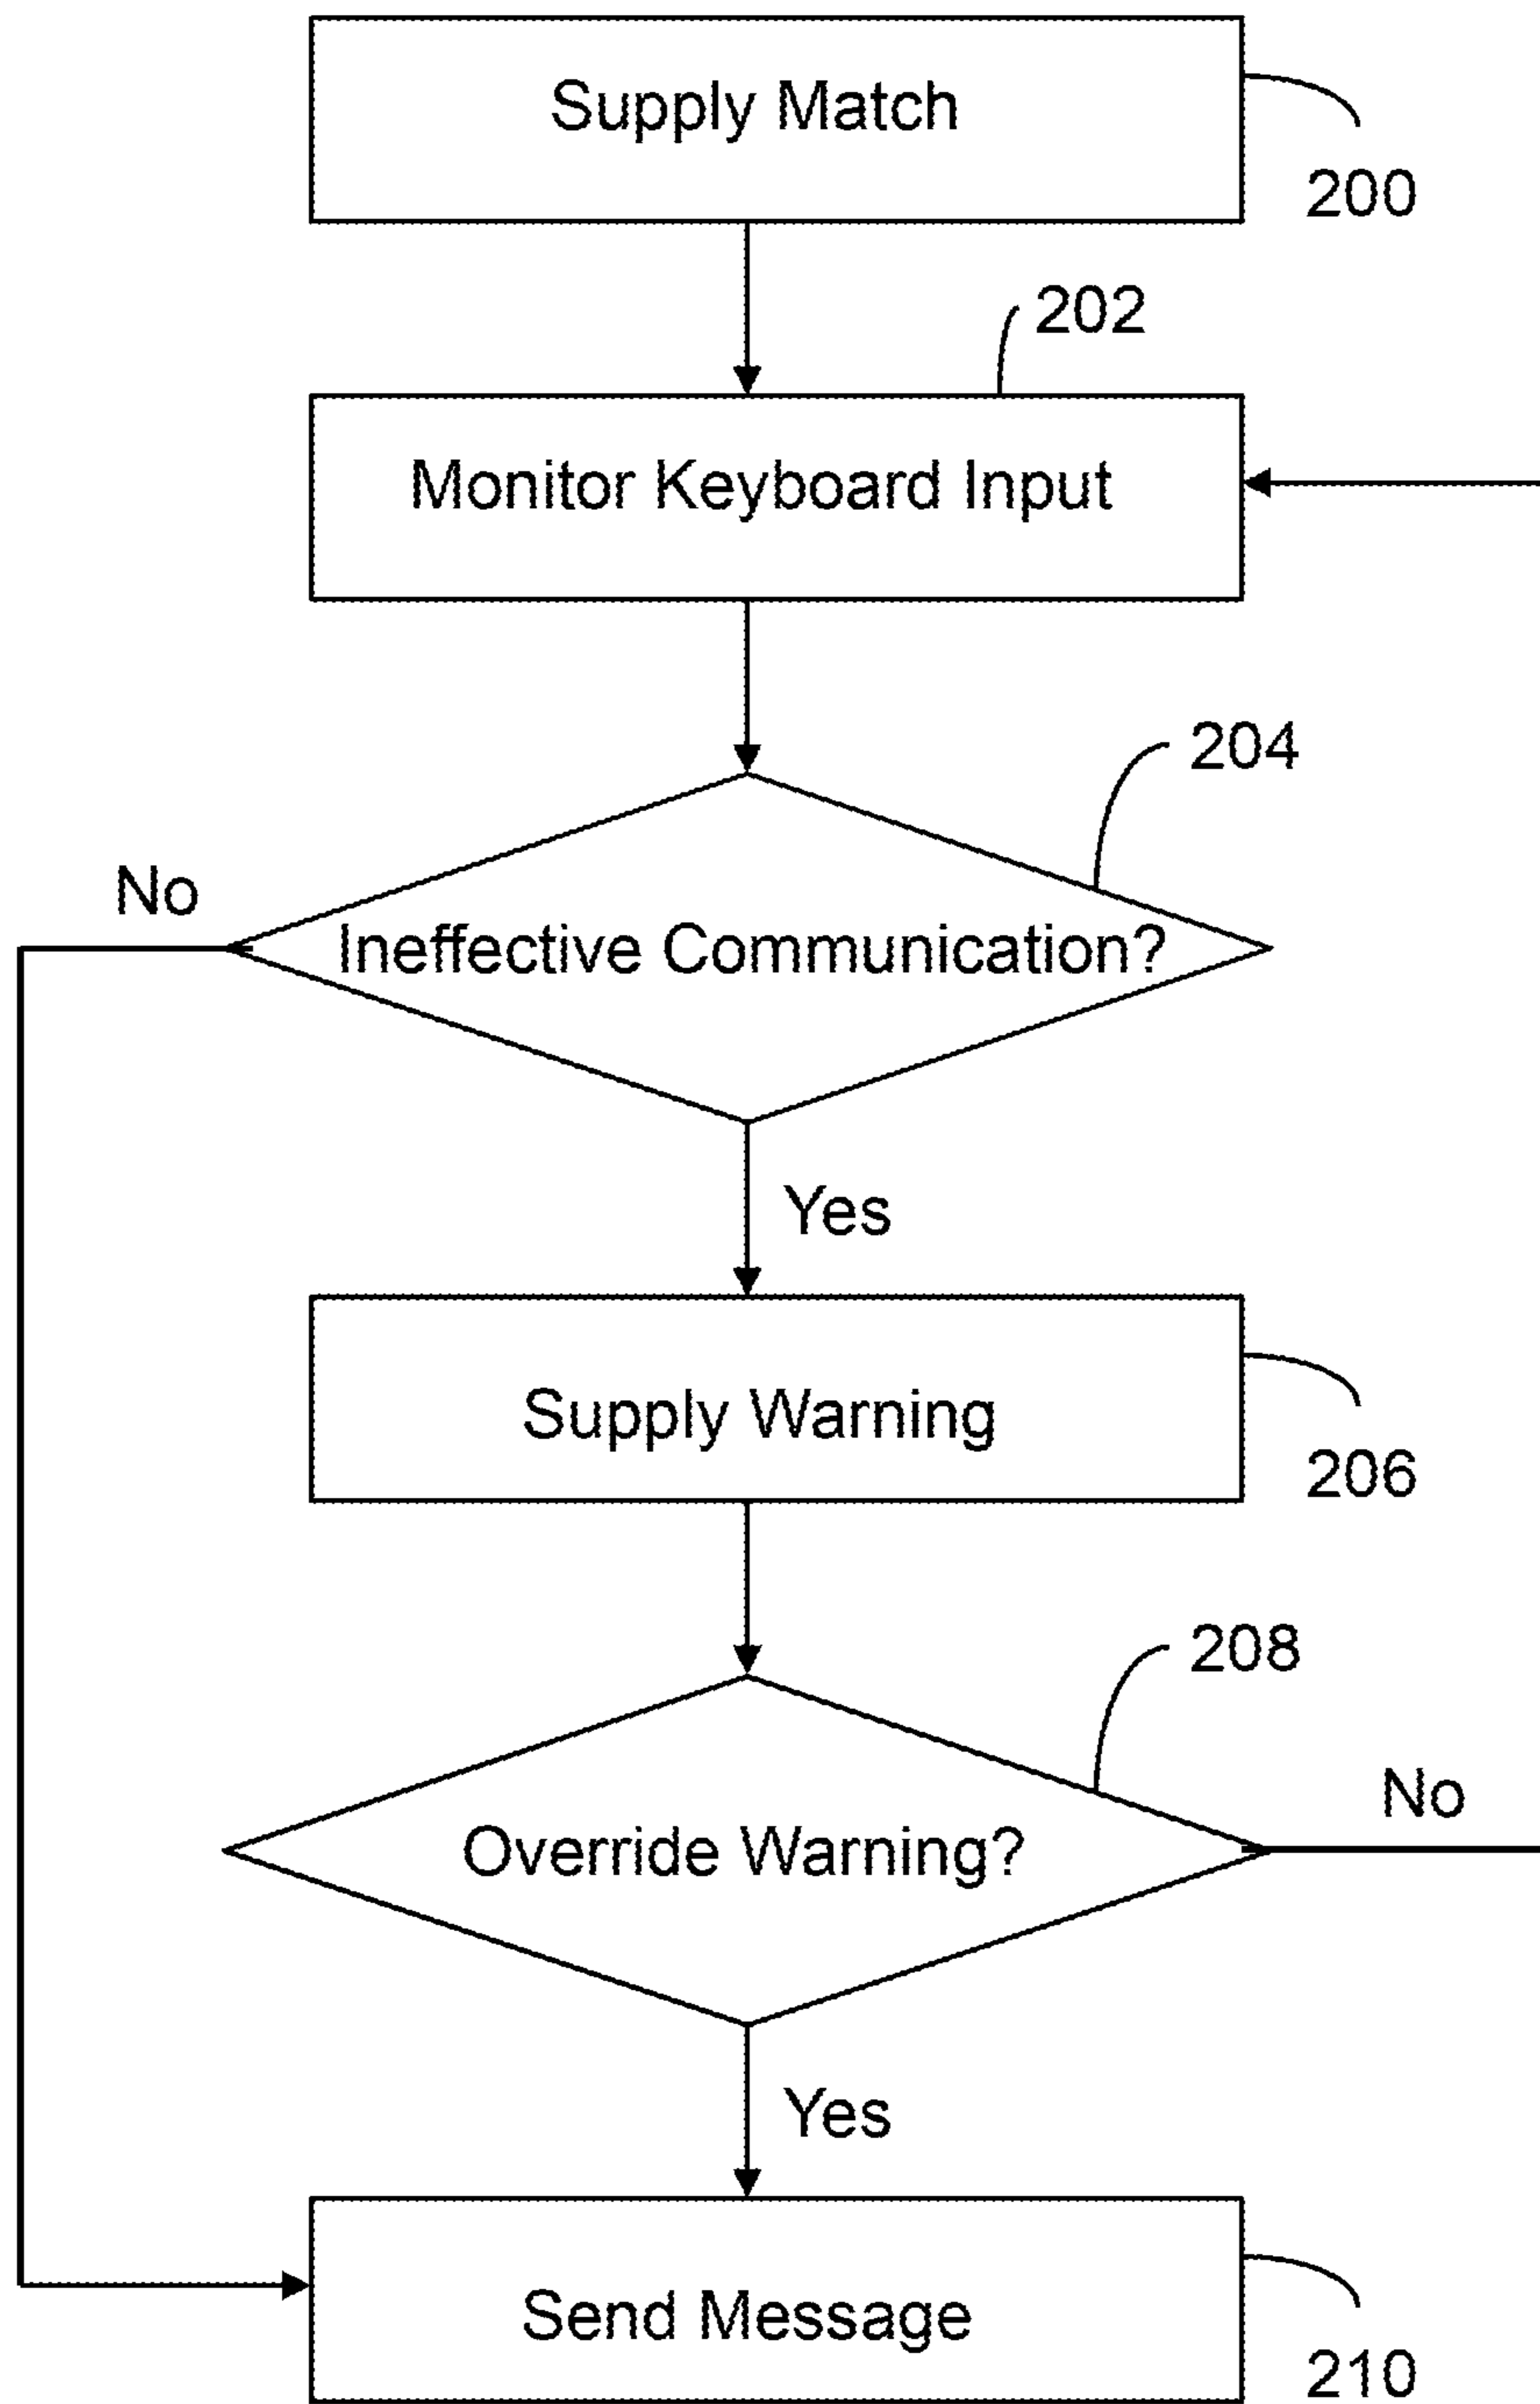 Supply Match
200
202
Monitor Keyboard Input
204
No
Ineffective Communication?
Yes
Supply Warning
206
208
No
Override Warning?
Yes
Send Message
210